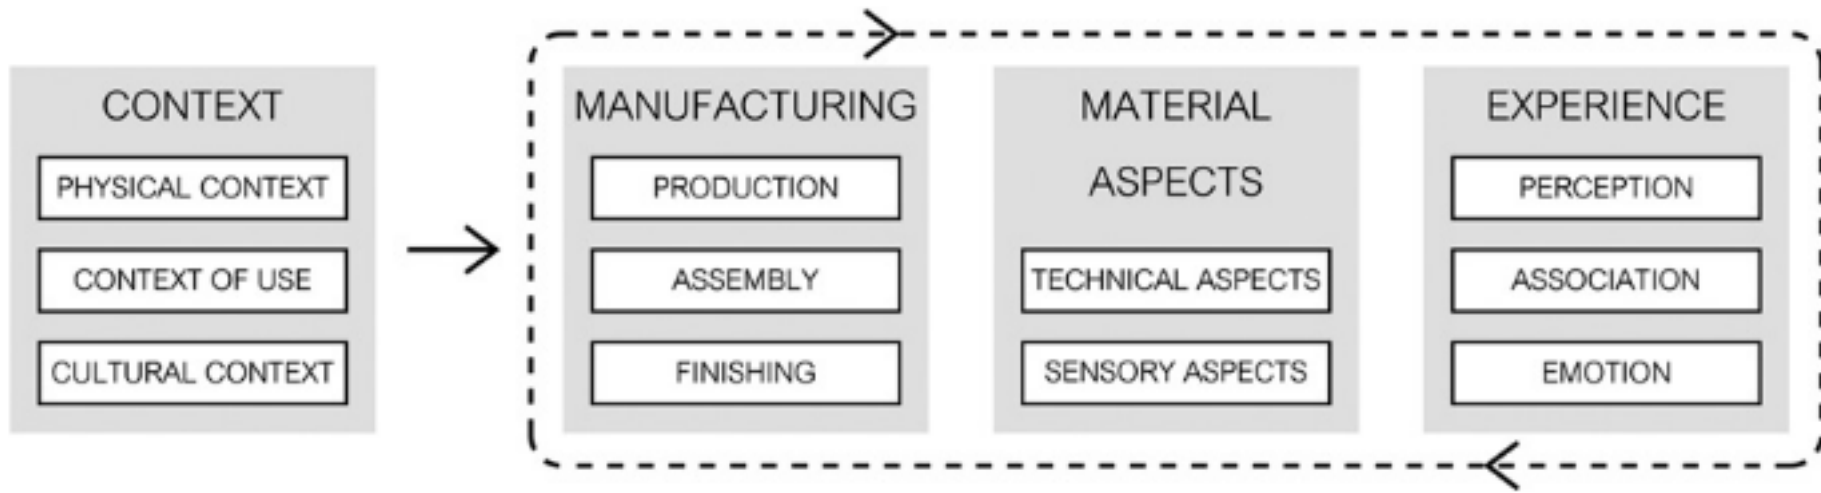 CONTEXT
PHYSICAL CONTEXT
CONTEXT OF USE
CULTURAL CONTEXT
MANUFACTURING
PRODUCTION
ASSEMBLY
FINISHING
MATERIAL
ASPECTS
TECHNICAL ASPECTS
SENSORY ASPECTS
EXPERIENCE
PERCEPTION
ASSOCIATION
EMOTION